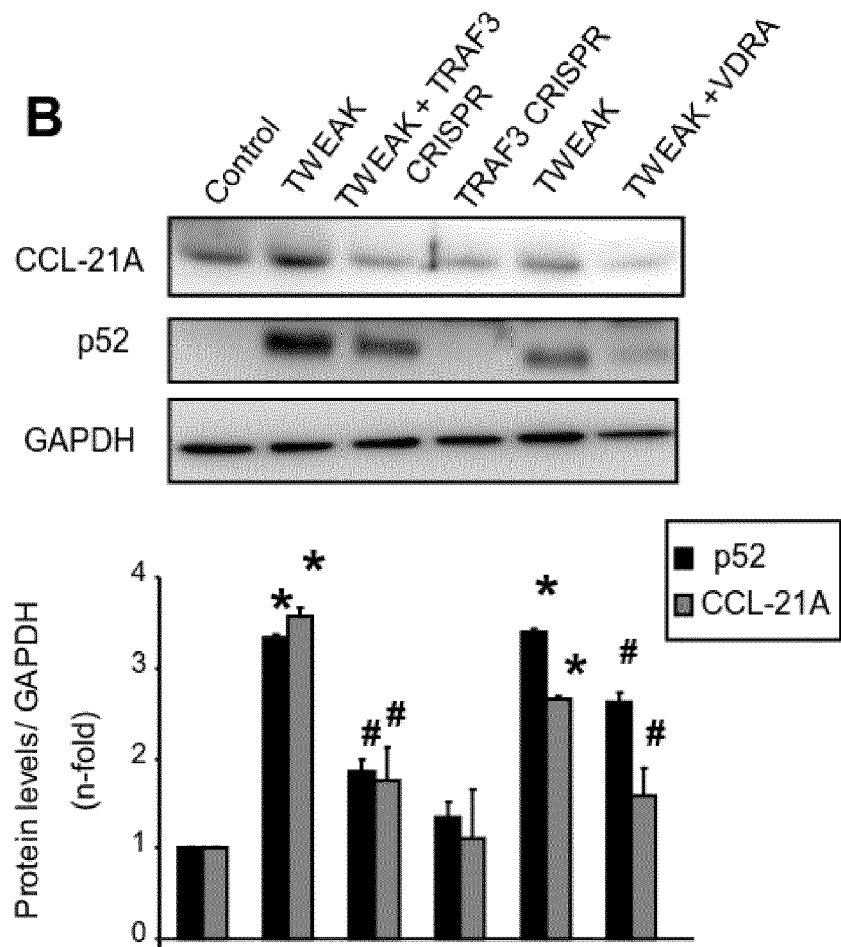 B
Control
TWEAK
TWEAK + TRAF3
CRISPR
TRAF3 CRISPR
TWEAK
TWEAK +VDRA
CCL-21A
p52
GAPDH
p52
CCL-21A
Protein levels/ GAPDH
(n-fold)
4
3
2
1
0
* *
# #
* *
# #